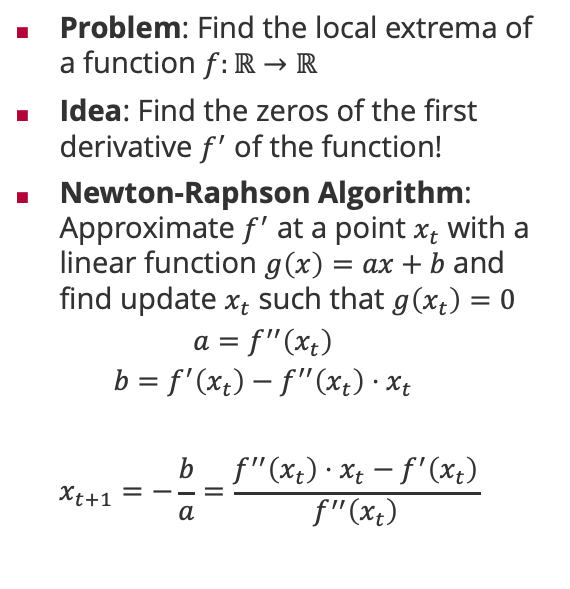 ▪ Problem: Find the local extrema of
a function f: ℝ → ℝ
▪ Idea: Find the zeros of the first
derivative f′ of the function!
▪ Newton-Raphson Algorithm:
Approximate f′ at a point xₜ with a
linear function g(x) = ax + b and
find update xₜ such that g(xₜ) = 0
a = f′′(xₜ)
b = f′(xₜ) − f′′(xₜ) · xₜ
xₜ₊₁ = − b/a = (f′′(xₜ) · xₜ − f′(xₜ)) / f′′(xₜ)